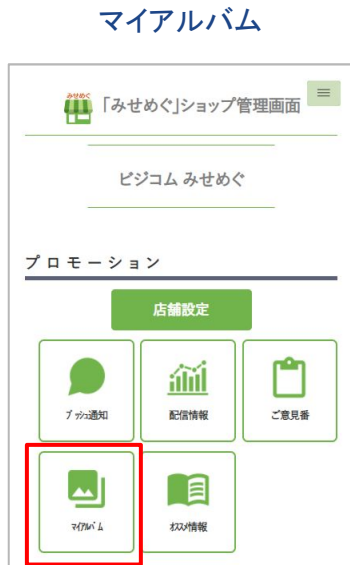 マイアルバム
みせめぐ
「みせめぐ」ショップ管理画面
ビジコム みせめぐ
プロモーション
店舗設定
プッシュ通知
配信情報
ご意見番
マイアルバム
オススメ情報